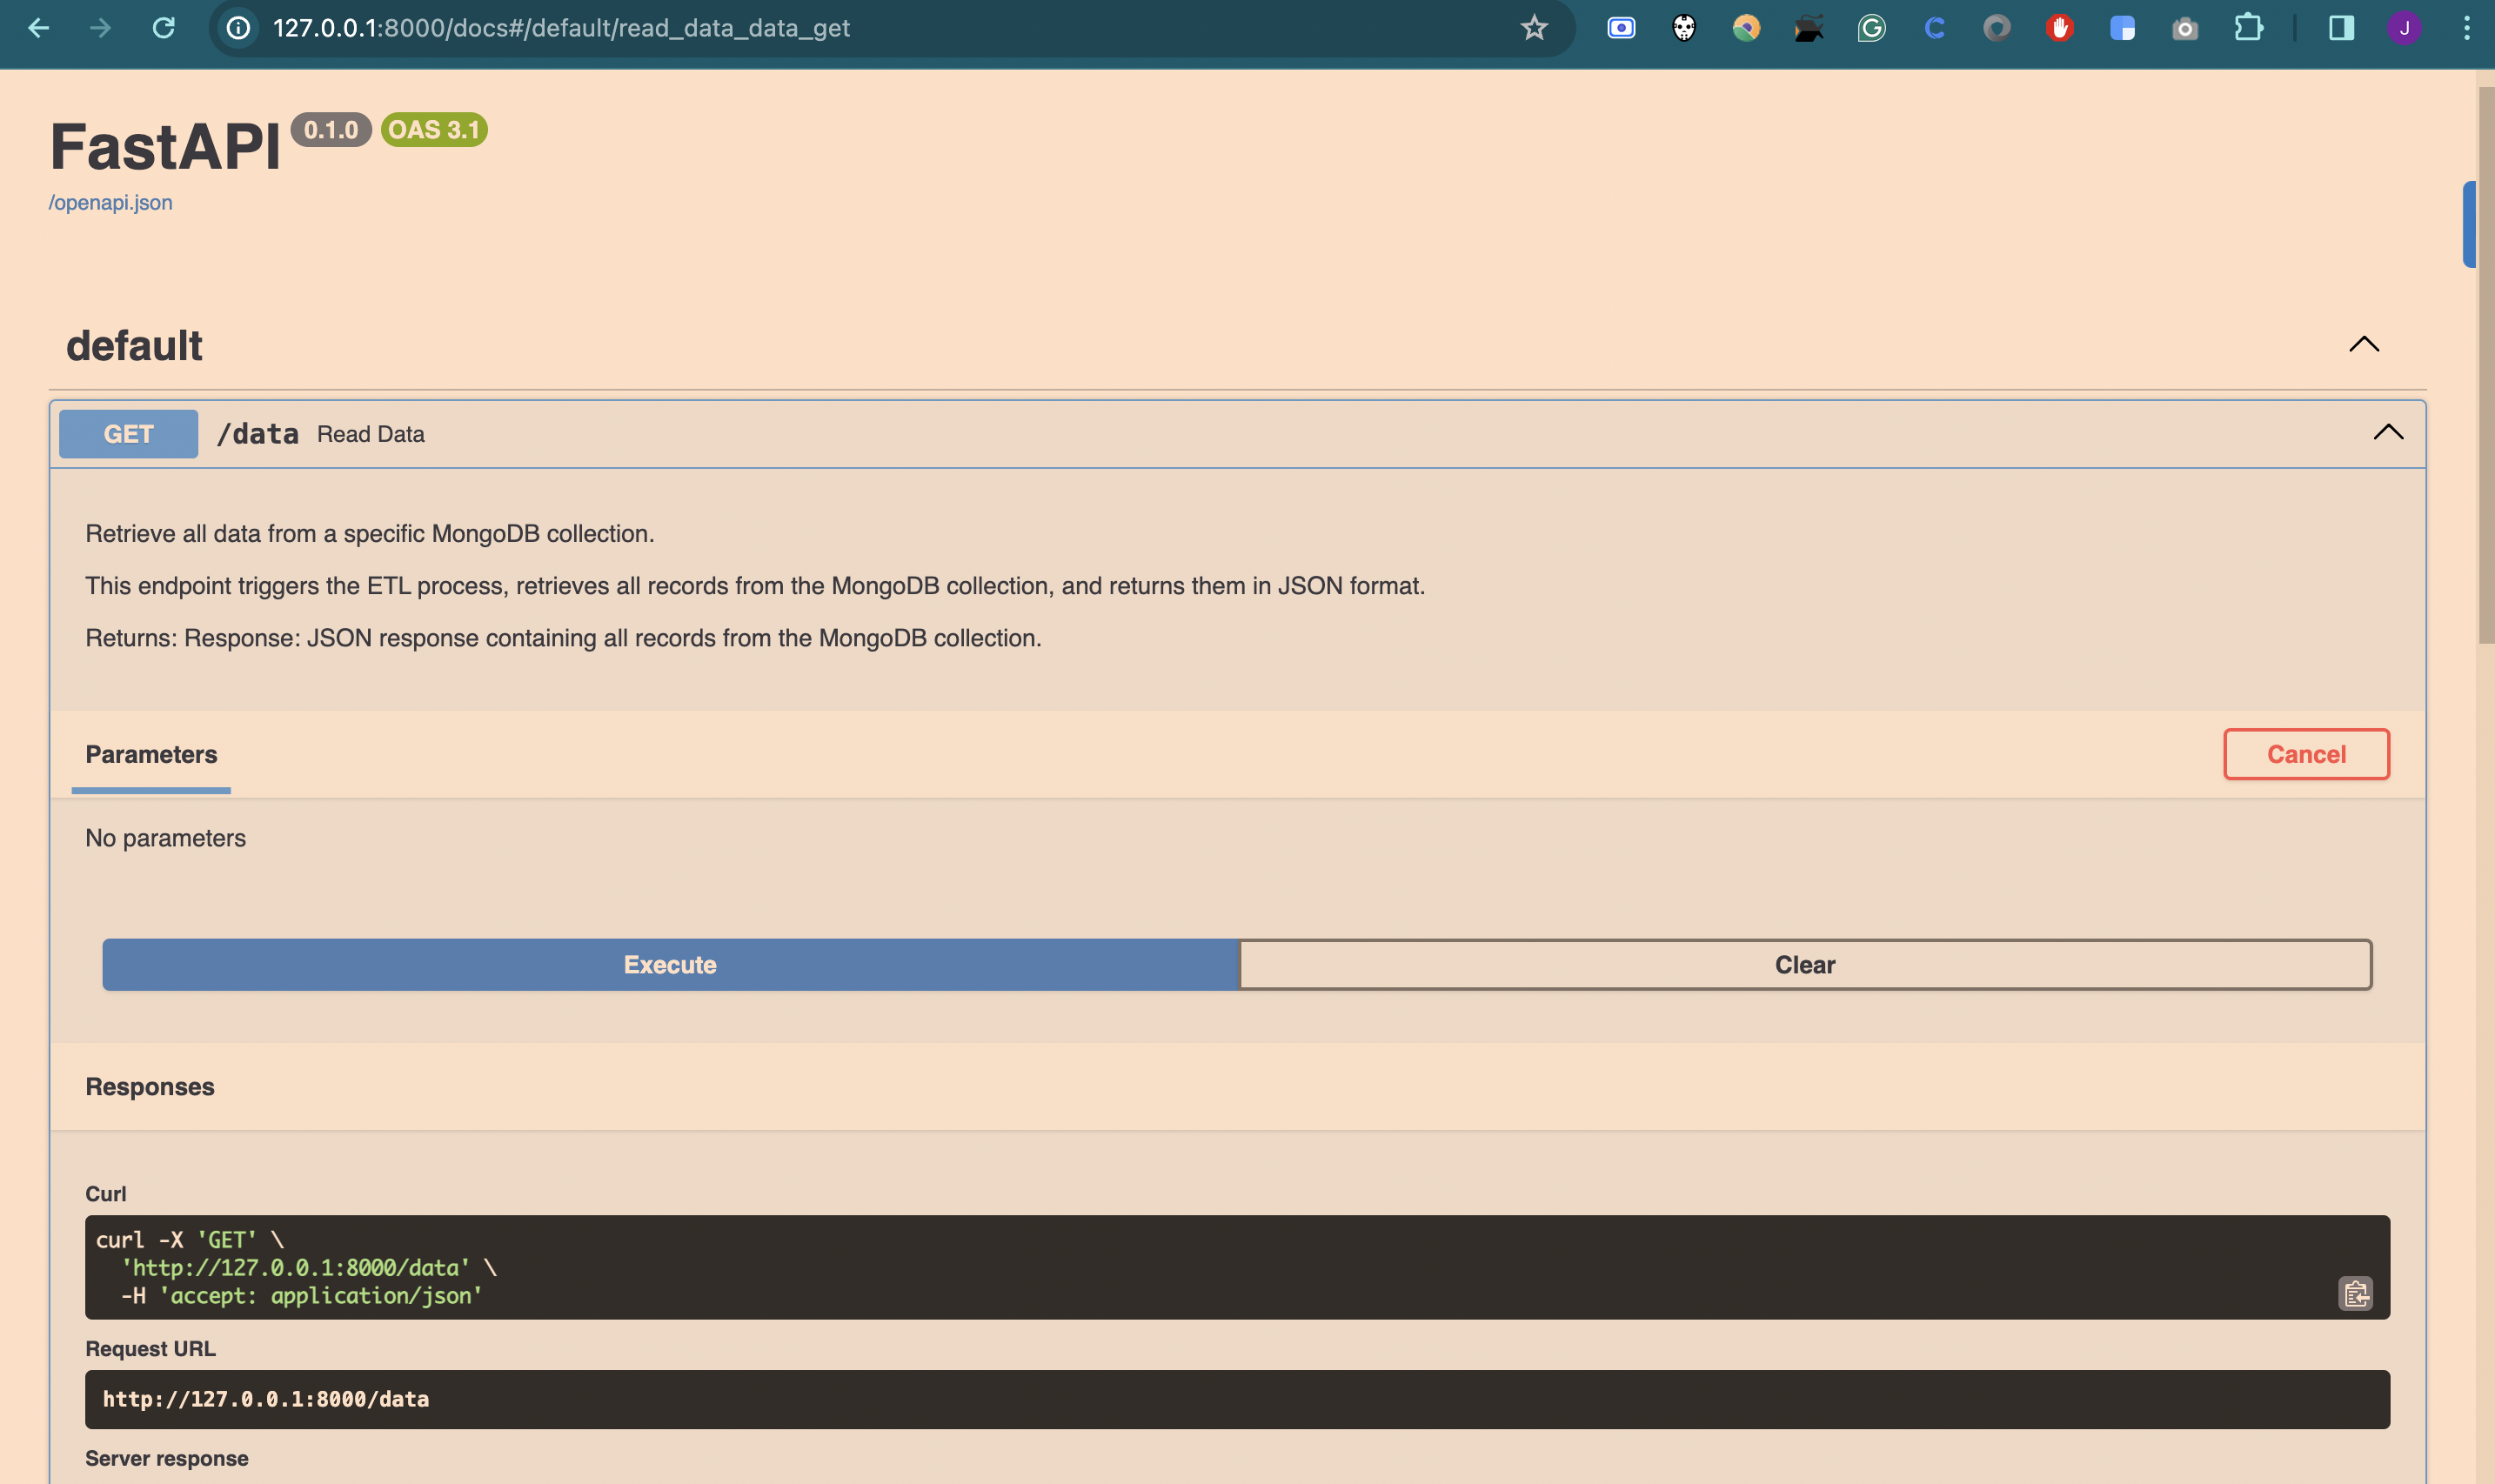 127.0.0.1:8000/docs#/default/read_data_data_get
J
FastAPI 0.1.0 OAS 3.1
/openapi.json
default
GET /data Read Data
Retrieve all data from a specific MongoDB collection.
This endpoint triggers the ETL process, retrieves all records from the MongoDB collection, and returns them in JSON format.
Returns: Response: JSON response containing all records from the MongoDB collection.
Parameters
Cancel
No parameters
Execute
Clear
Responses
Curl
curl -X 'GET' \
'http://127.0.0.1:8000/data' \
-H 'accept: application/json'
Request URL
http://127.0.0.1:8000/data
Server response